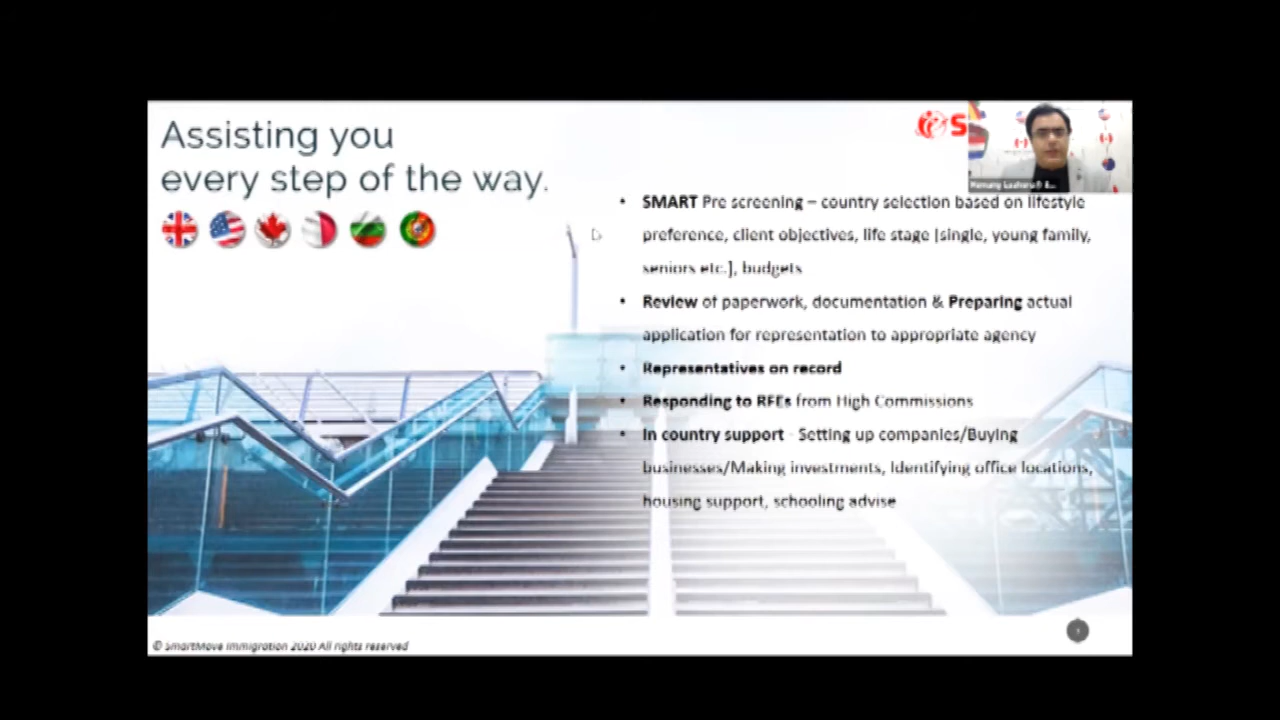 Assisting you
every step of the way.
S
• SMART Pre screening – country selection based on lifestyle
preference, client objectives, life stage [single, young family,
seniors etc.], budgets
• Review of paperwork, documentation & Preparing actual
application for representation to appropriate agency
• Representatives on record
• Responding to RFEs from High Commissions
• In country support - Setting up companies/Buying
businesses/Making investments, Identifying office locations,
housing support, schooling advise
© SmartMove Immigration 2020 All rights reserved